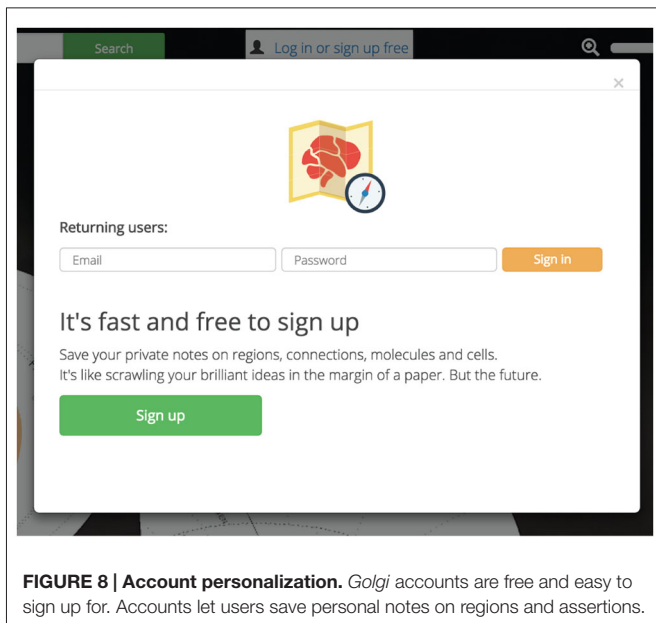 Search
Log in or sign up free
×
Returning users:
Email
Password
Sign in
It's fast and free to sign up
Save your private notes on regions, connections, molecules and cells.
It's like scrawling your brilliant ideas in the margin of a paper. But the future.
Sign up
FIGURE 8 | Account personalization. Golgi accounts are free and easy to
sign up for. Accounts let users save personal notes on regions and assertions.